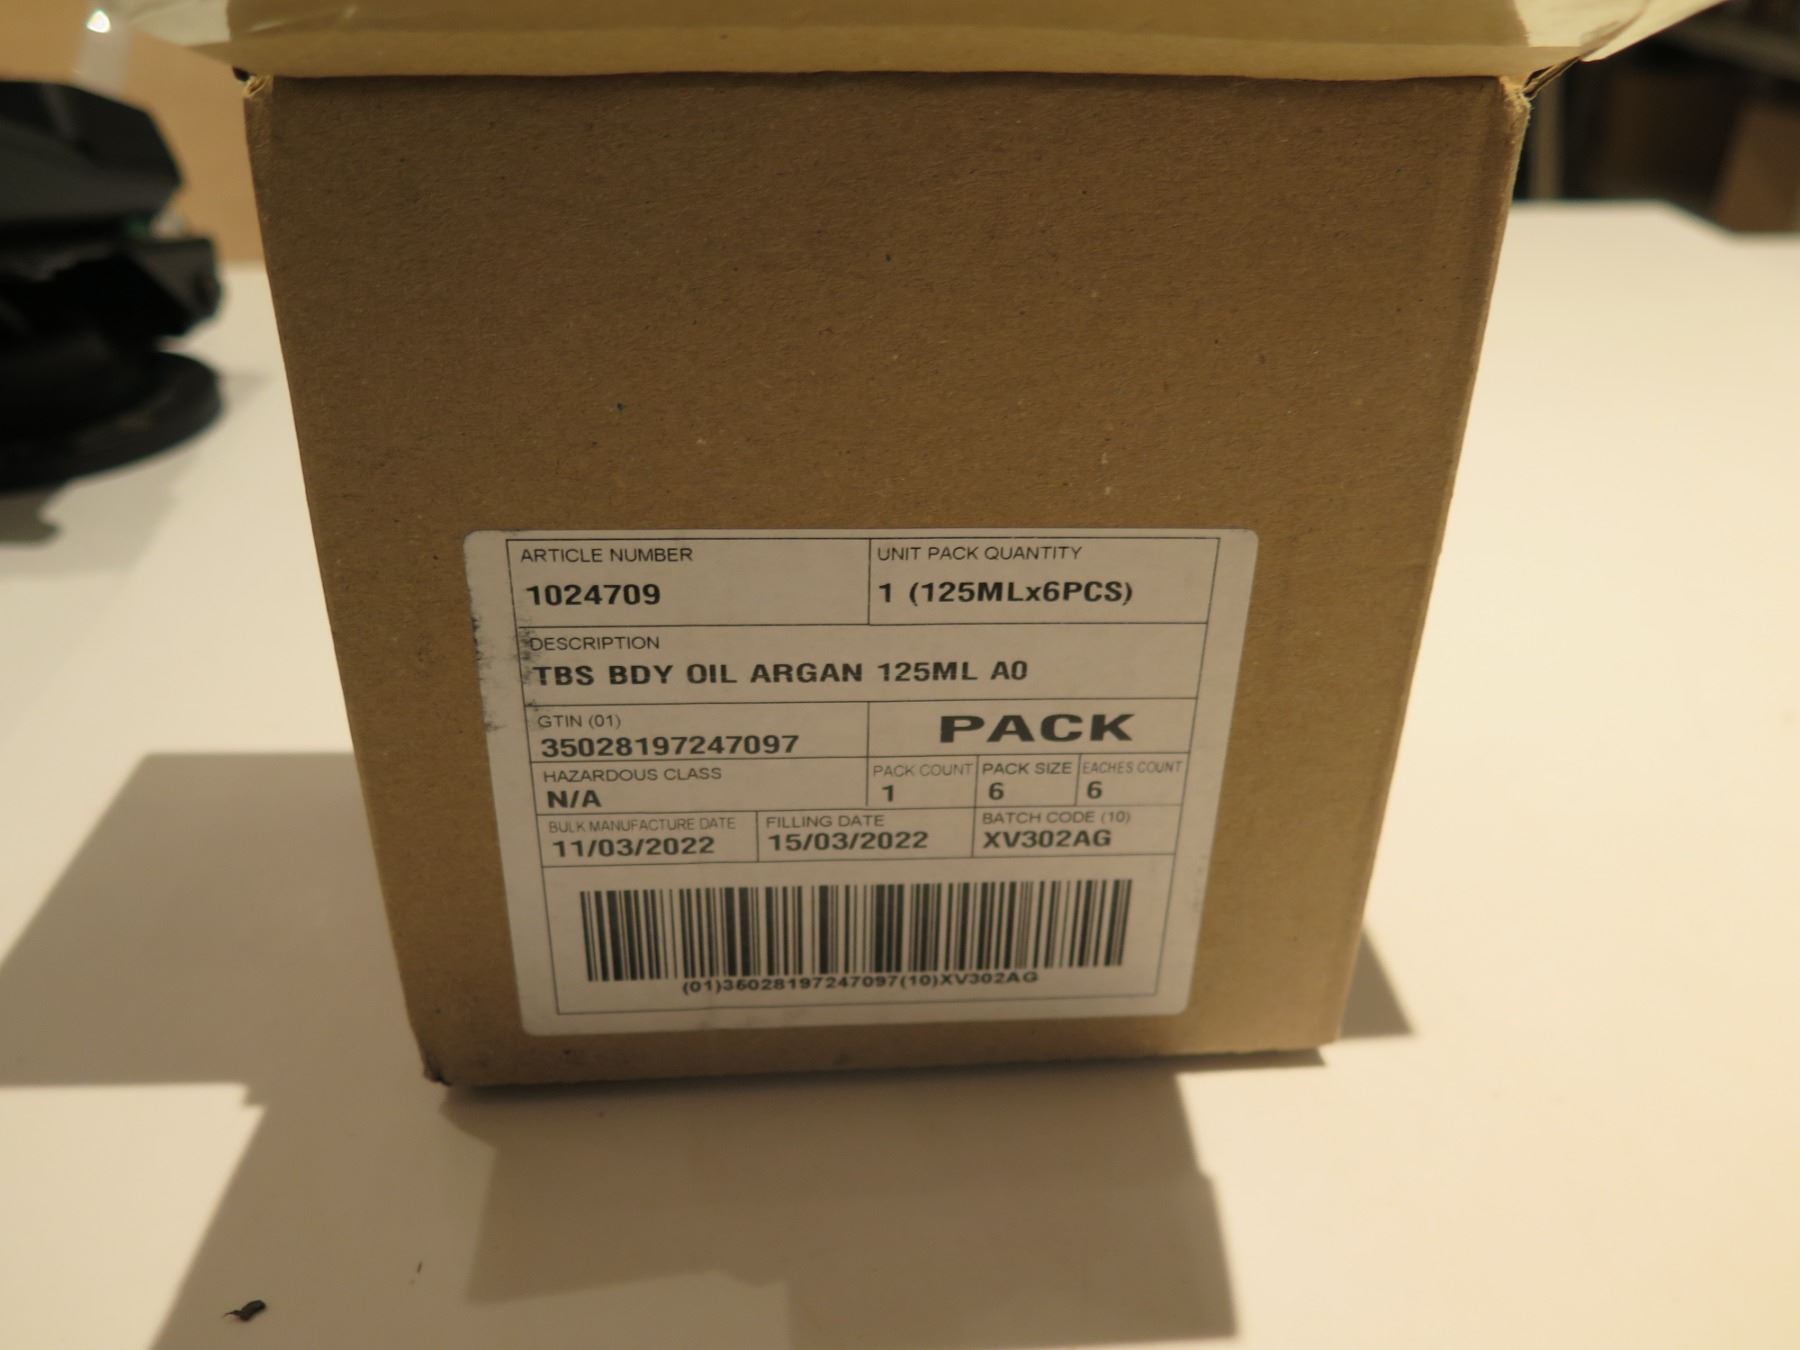 ARTICLE NUMBER
1024709
UNIT PACK QUANTITY
1 (125MLx6PCS)
DESCRIPTION
TBS BDY OIL ARGAN 125ML A0
GTIN (01)
35028197247097
PACK
HAZARDOUS CLASS
N/A
PACK COUNT
1
PACK SIZE
6
EACHES COUNT
6
BULK MANUFACTURE DATE
11/03/2022
FILLING DATE
15/03/2022
BATCH CODE (10)
XV302AG
(01)35028197247097(10)XV302AG